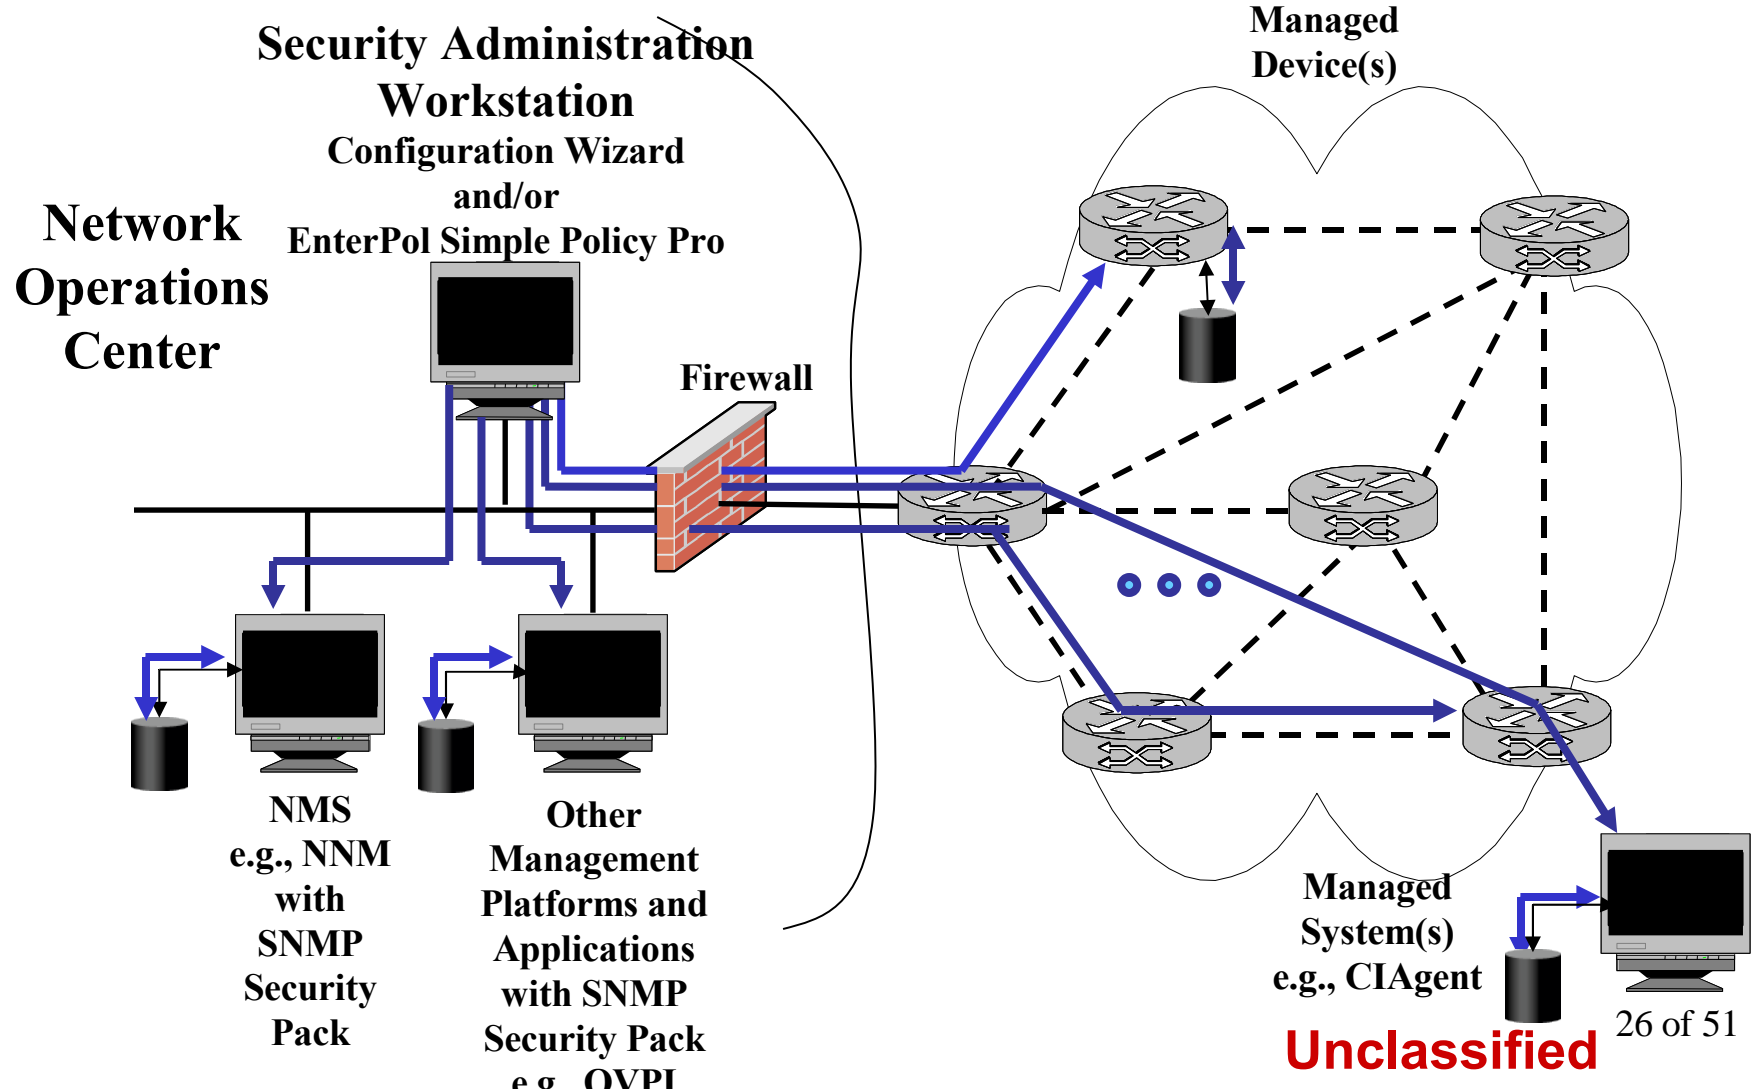 Security Administration
Workstation
Configuration Wizard
and/or
EnterPol Simple Policy Pro
Network
Operations
Center
Firewall
Managed
Device(s)
NMS
e.g., NNM
with
SNMP
Security
Pack
Other
Management
Platforms and
Applications
with SNMP
Security Pack
e.g., OVPI
Managed
System(s)
e.g., CIAgent
26 of 51
Unclassified